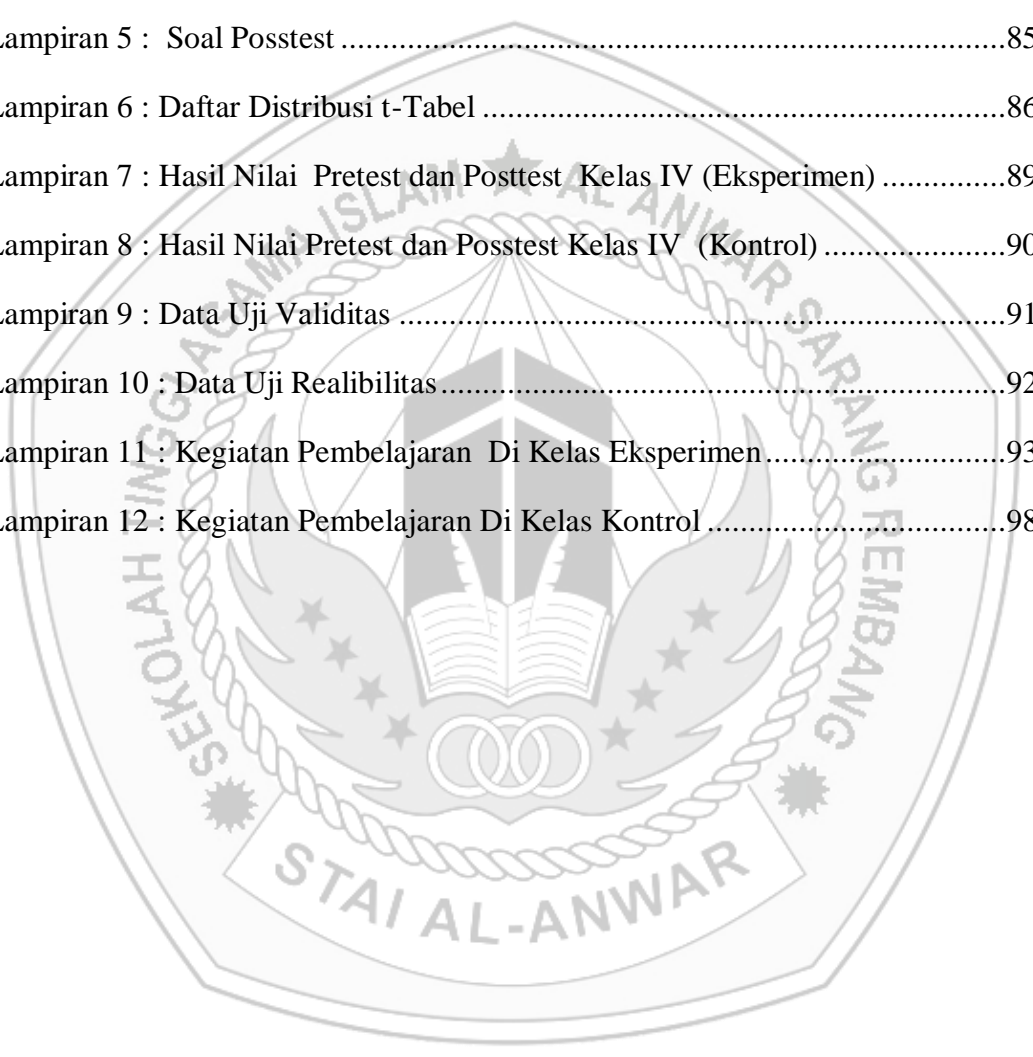 Lampiran 5 : Soal Posstest ..................................................................................85
Lampiran 6 : Daftar Distribusi t-Tabel ................................................................86
Lampiran 7 : Hasil Nilai Pretest dan Posttest Kelas IV (Eksperimen) ...............89
Lampiran 8 : Hasil Nilai Pretest dan Posstest Kelas IV (Kontrol) ......................90
Lampiran 9 : Data Uji Validitas ..........................................................................91
Lampiran 10 : Data Uji Realibilitas.....................................................................92
Lampiran 11 : Kegiatan Pembelajaran Di Kelas Eksperimen.............................93
Lampiran 12 : Kegiatan Pembelajaran Di Kelas Kontrol ....................................98
SEKOLAH TINGGI AGAMA ISLAM ★ AL ANWAR SARANG REMBANG
STAI AL-ANWAR